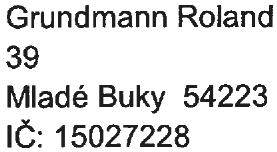 Grundmann Roland
39
Mladé Buky 54223
IČ: 15027228